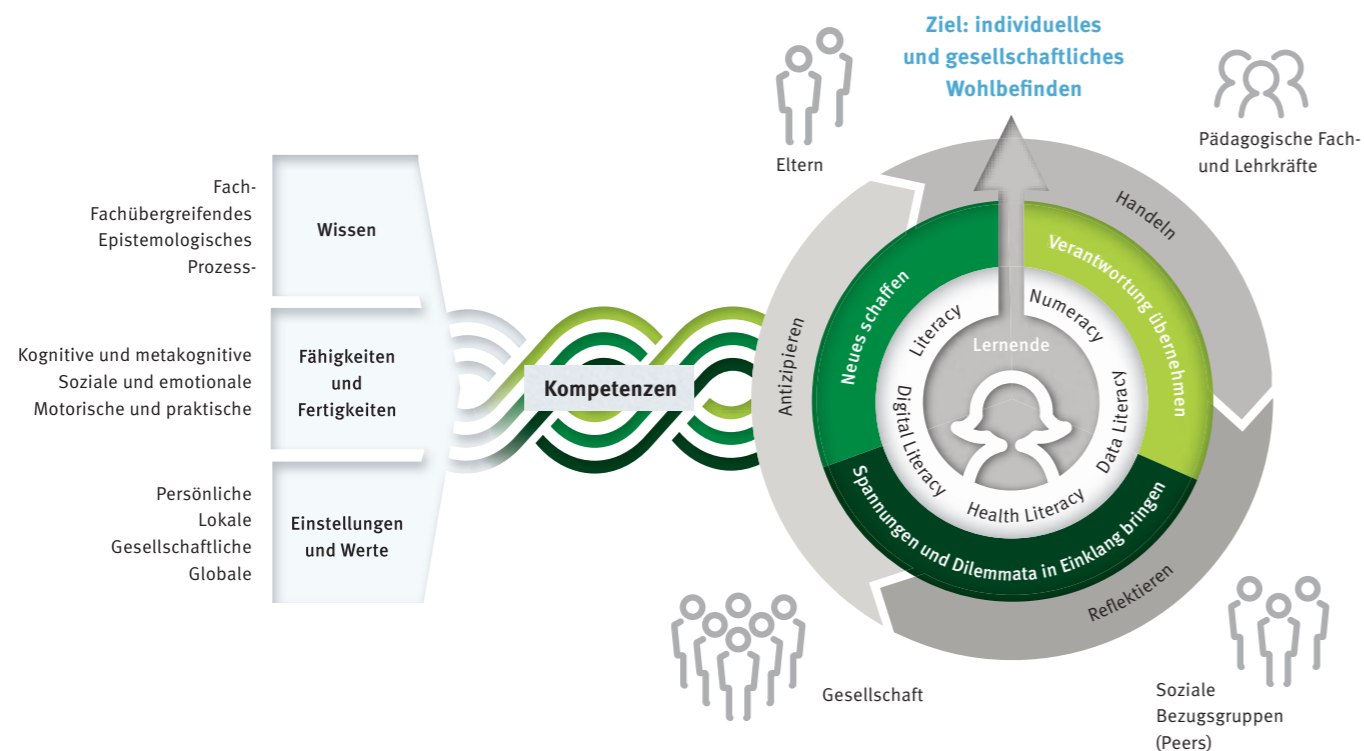 Fach-
Fachübergreifendes
Epistemologisches
Prozess-
Wissen
Kognitive und metakognitive
Soziale und emotionale
Motorische und praktische
Fähigkeiten
und
Fertigkeiten
Persönliche
Lokale
Gesellschaftliche
Globale
Einstellungen
und Werte
Kompetenzen
Ziel: individuelles
und gesellschaftliches
Wohlbefinden
Eltern
Pädagogische Fach-
und Lehrkräfte
Antizipieren
Handeln
Reflektieren
Neues schaffen
Verantwortung übernehmen
Spannungen und Dilemmata in Einklang bringen
Literacy
Numeracy
Data Literacy
Health Literacy
Digital Literacy
Lernende
Gesellschaft
Soziale
Bezugsgruppen
(Peers)